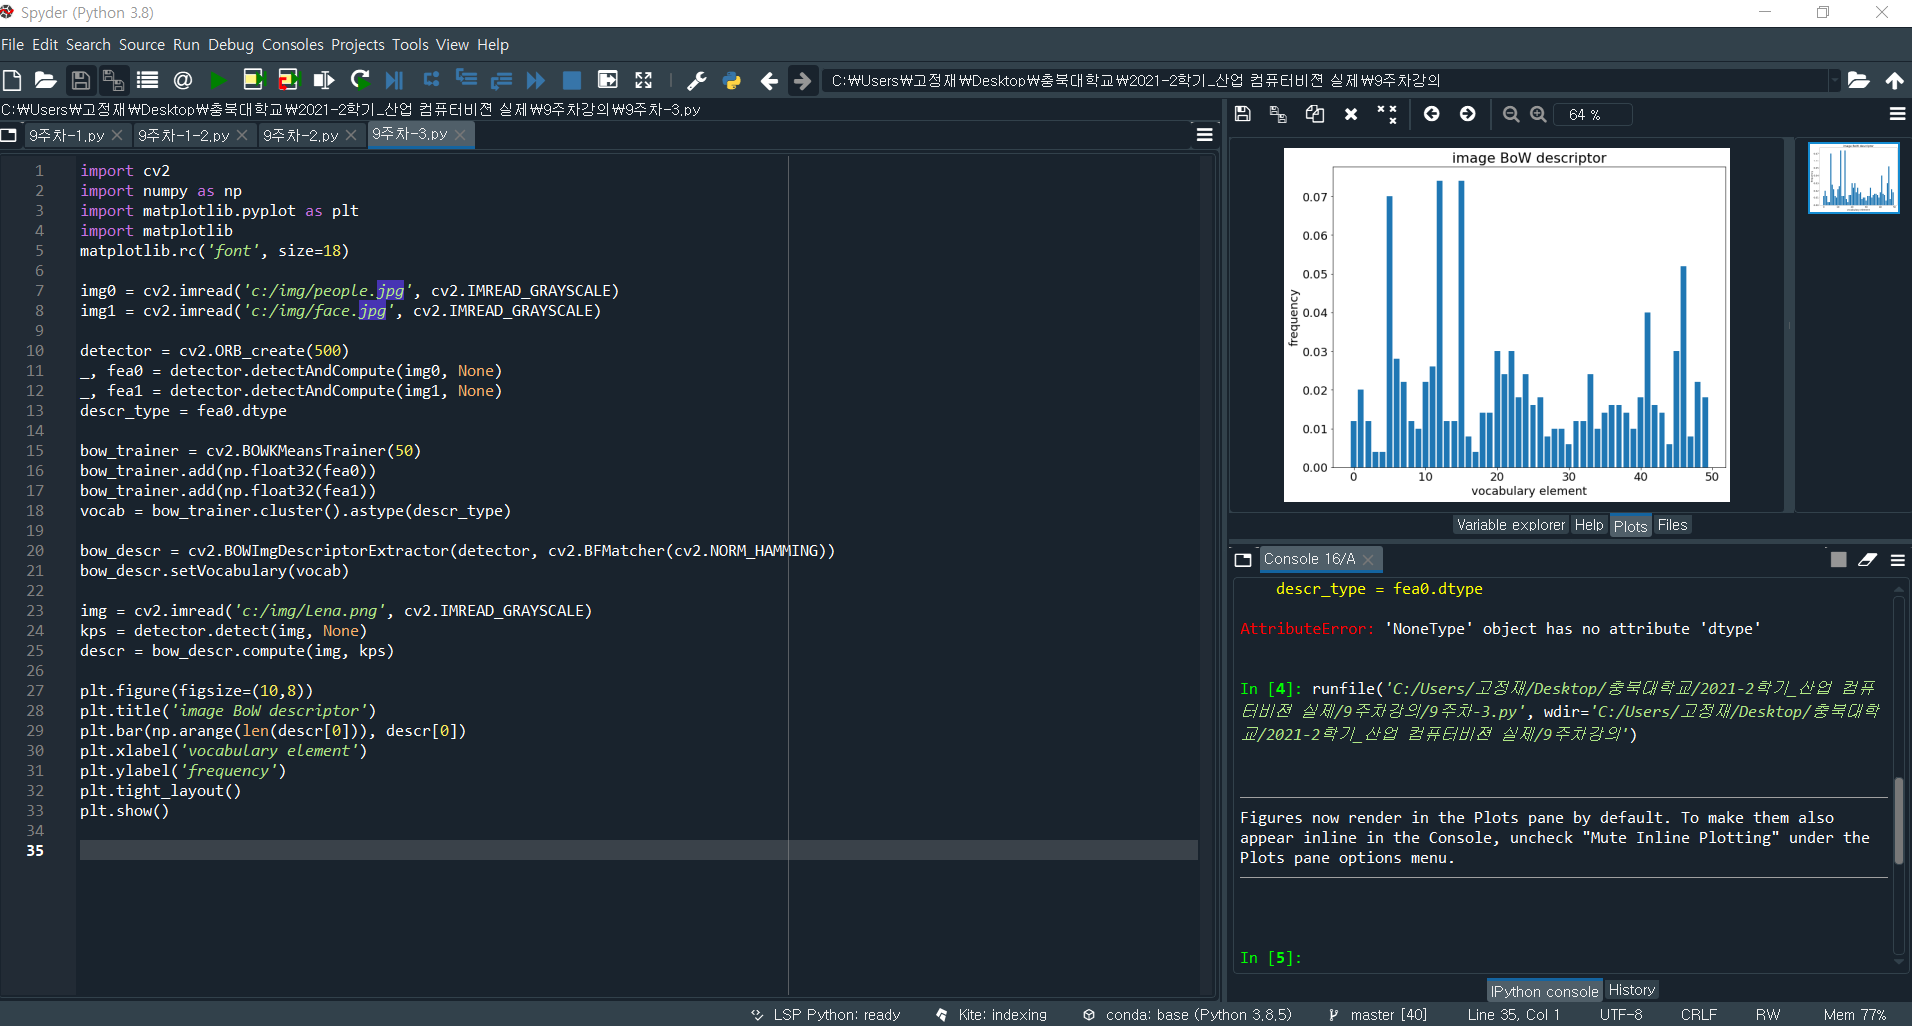 Spyder (Python 3.8)
File Edit Search Source Run Debug Consoles Projects Tools View Help
C:₩Users₩고정재₩Desktop₩충북대학교₩2021-2학기_산업 컴퓨터비젼 실제₩9주차강의
C:₩Users₩고정재₩Desktop₩충북대학교₩2021-2학기_산업 컴퓨터비젼 실제₩9주차강의₩9주차-3.py
9주차-1.py 9주차-1-2.py 9주차-2.py 9주차-3.py
1 import cv2
2 import numpy as np
3 import matplotlib.pyplot as plt
4 import matplotlib
5 matplotlib.rc('font', size=18)
6
7 img0 = cv2.imread('c:/img/people.jpg', cv2.IMREAD_GRAYSCALE)
8 img1 = cv2.imread('c:/img/face.jpg', cv2.IMREAD_GRAYSCALE)
9
10 detector = cv2.ORB_create(500)
11 _, fea0 = detector.detectAndCompute(img0, None)
12 _, fea1 = detector.detectAndCompute(img1, None)
13 descr_type = fea0.dtype
14
15 bow_trainer = cv2.BOWKMeansTrainer(50)
16 bow_trainer.add(np.float32(fea0))
17 bow_trainer.add(np.float32(fea1))
18 vocab = bow_trainer.cluster().astype(descr_type)
19
20 bow_descr = cv2.BOWImgDescriptorExtractor(detector, cv2.BFMatcher(cv2.NORM_HAMMING))
21 bow_descr.setVocabulary(vocab)
22
23 img = cv2.imread('c:/img/Lena.png', cv2.IMREAD_GRAYSCALE)
24 kps = detector.detect(img, None)
25 descr = bow_descr.compute(img, kps)
26
27 plt.figure(figsize=(10,8))
28 plt.title('image BoW descriptor')
29 plt.bar(np.arange(len(descr[0])), descr[0])
30 plt.xlabel('vocabulary element')
31 plt.ylabel('frequency')
32 plt.tight_layout()
33 plt.show()
34
35
64 %
image BoW descriptor
0.07
0.06
0.05
0.04
0.03
0.02
0.01
0.00
frequency
0 10 20 30 40 50
vocabulary element
Variable explorer Help Plots Files
Console 16/A
descr_type = fea0.dtype
AttributeError: 'NoneType' object has no attribute 'dtype'
In [4]: runfile('C:/Users/고정재/Desktop/충북대학교/2021-2학기_산업 컴퓨
터비젼 실제/9주차강의/9주차-3.py', wdir='C:/Users/고정재/Desktop/충북대학
교/2021-2학기_산업 컴퓨터비젼 실제/9주차강의')
Figures now render in the Plots pane by default. To make them also
appear inline in the Console, uncheck "Mute Inline Plotting" under the
Plots pane options menu.
In [5]:
IPython console History
LSP Python: ready Kite: indexing conda: base (Python 3.8.5) master [40] Line 35, Col 1 UTF-8 CRLF RW Mem 77%